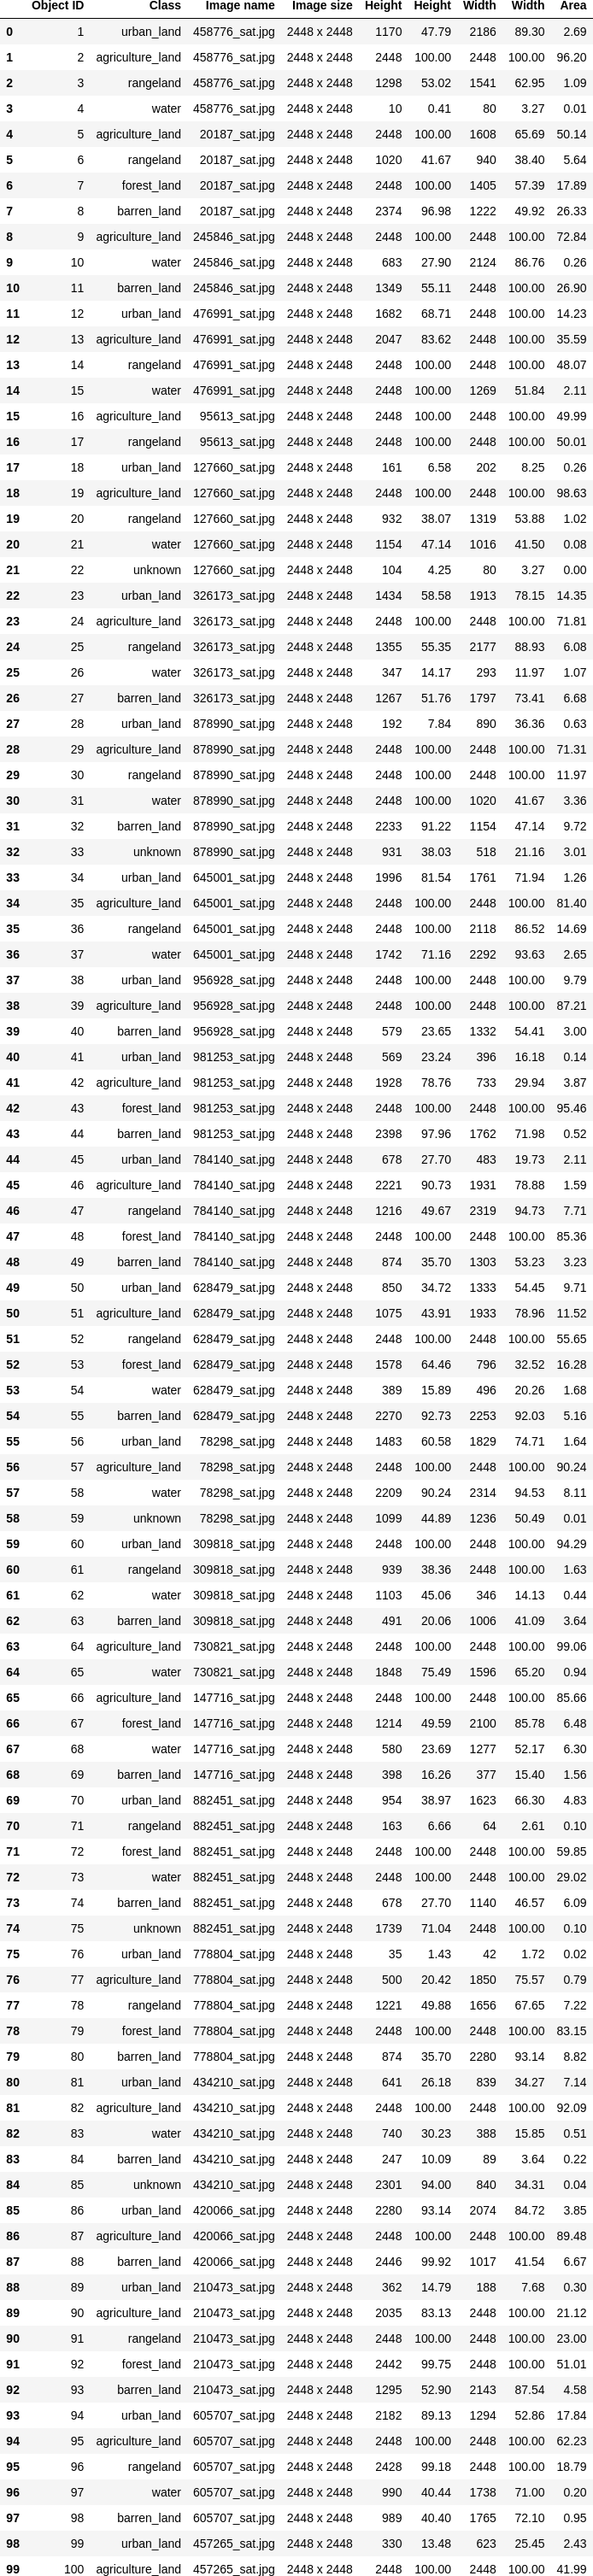 Object ID Class Image name Image size Height Height Width Width Area
0 1 urban_land 458776_sat.jpg 2448 x 2448 1170 47.79 2186 89.30 2.69
1 2 agriculture_land 458776_sat.jpg 2448 x 2448 2448 100.00 2448 100.00 96.20
2 3 rangeland 458776_sat.jpg 2448 x 2448 1298 53.02 1541 62.95 1.09
3 4 water 458776_sat.jpg 2448 x 2448 10 0.41 80 3.27 0.01
4 5 agriculture_land 20187_sat.jpg 2448 x 2448 2448 100.00 1608 65.69 50.14
5 6 rangeland 20187_sat.jpg 2448 x 2448 1020 41.67 940 38.40 5.64
6 7 forest_land 20187_sat.jpg 2448 x 2448 2448 100.00 1405 57.39 17.89
7 8 barren_land 20187_sat.jpg 2448 x 2448 2374 96.98 1222 49.92 26.33
8 9 agriculture_land 245846_sat.jpg 2448 x 2448 2448 100.00 2448 100.00 72.84
9 10 water 245846_sat.jpg 2448 x 2448 683 27.90 2124 86.76 0.26
10 11 barren_land 245846_sat.jpg 2448 x 2448 1349 55.11 2448 100.00 26.90
11 12 urban_land 476991_sat.jpg 2448 x 2448 1682 68.71 2448 100.00 14.23
12 13 agriculture_land 476991_sat.jpg 2448 x 2448 2047 83.62 2448 100.00 35.59
13 14 rangeland 476991_sat.jpg 2448 x 2448 2448 100.00 2448 100.00 48.07
14 15 water 476991_sat.jpg 2448 x 2448 2448 100.00 1269 51.84 2.11
15 16 agriculture_land 95613_sat.jpg 2448 x 2448 2448 100.00 2448 100.00 49.99
16 17 rangeland 95613_sat.jpg 2448 x 2448 2448 100.00 2448 100.00 50.01
17 18 urban_land 127660_sat.jpg 2448 x 2448 161 6.58 202 8.25 0.26
18 19 agriculture_land 127660_sat.jpg 2448 x 2448 2448 100.00 2448 100.00 98.63
19 20 rangeland 127660_sat.jpg 2448 x 2448 932 38.07 1319 53.88 1.02
20 21 water 127660_sat.jpg 2448 x 2448 1154 47.14 1016 41.50 0.08
21 22 unknown 127660_sat.jpg 2448 x 2448 104 4.25 80 3.27 0.00
22 23 urban_land 326173_sat.jpg 2448 x 2448 1434 58.58 1913 78.15 14.35
23 24 agriculture_land 326173_sat.jpg 2448 x 2448 2448 100.00 2448 100.00 71.81
24 25 rangeland 326173_sat.jpg 2448 x 2448 1355 55.35 2177 88.93 6.08
25 26 water 326173_sat.jpg 2448 x 2448 347 14.17 293 11.97 1.07
26 27 barren_land 326173_sat.jpg 2448 x 2448 1267 51.76 1797 73.41 6.68
27 28 urban_land 878990_sat.jpg 2448 x 2448 192 7.84 890 36.36 0.63
28 29 agriculture_land 878990_sat.jpg 2448 x 2448 2448 100.00 2448 100.00 71.31
29 30 rangeland 878990_sat.jpg 2448 x 2448 2448 100.00 2448 100.00 11.97
30 31 water 878990_sat.jpg 2448 x 2448 2448 100.00 1020 41.67 3.36
31 32 barren_land 878990_sat.jpg 2448 x 2448 2233 91.22 1154 47.14 9.72
32 33 unknown 878990_sat.jpg 2448 x 2448 931 38.03 518 21.16 3.01
33 34 urban_land 645001_sat.jpg 2448 x 2448 1996 81.54 1761 71.94 1.26
34 35 agriculture_land 645001_sat.jpg 2448 x 2448 2448 100.00 2448 100.00 81.40
35 36 rangeland 645001_sat.jpg 2448 x 2448 2448 100.00 2118 86.52 14.69
36 37 water 645001_sat.jpg 2448 x 2448 1742 71.16 2292 93.63 2.65
37 38 urban_land 956928_sat.jpg 2448 x 2448 2448 100.00 2448 100.00 9.79
38 39 agriculture_land 956928_sat.jpg 2448 x 2448 2448 100.00 2448 100.00 87.21
39 40 barren_land 956928_sat.jpg 2448 x 2448 579 23.65 1332 54.41 3.00
40 41 urban_land 981253_sat.jpg 2448 x 2448 569 23.24 396 16.18 0.14
41 42 agriculture_land 981253_sat.jpg 2448 x 2448 1928 78.76 733 29.94 3.87
42 43 forest_land 981253_sat.jpg 2448 x 2448 2448 100.00 2448 100.00 95.46
43 44 barren_land 981253_sat.jpg 2448 x 2448 2398 97.96 1762 71.98 0.52
44 45 urban_land 784140_sat.jpg 2448 x 2448 678 27.70 483 19.73 2.11
45 46 agriculture_land 784140_sat.jpg 2448 x 2448 2221 90.73 1931 78.88 1.59
46 47 rangeland 784140_sat.jpg 2448 x 2448 1216 49.67 2319 94.73 7.71
47 48 forest_land 784140_sat.jpg 2448 x 2448 2448 100.00 2448 100.00 85.36
48 49 barren_land 784140_sat.jpg 2448 x 2448 874 35.70 1303 53.23 3.23
49 50 urban_land 628479_sat.jpg 2448 x 2448 850 34.72 1333 54.45 9.71
50 51 agriculture_land 628479_sat.jpg 2448 x 2448 1075 43.91 1933 78.96 11.52
51 52 rangeland 628479_sat.jpg 2448 x 2448 2448 100.00 2448 100.00 55.65
52 53 forest_land 628479_sat.jpg 2448 x 2448 1578 64.46 796 32.52 16.28
53 54 water 628479_sat.jpg 2448 x 2448 389 15.89 496 20.26 1.68
54 55 barren_land 628479_sat.jpg 2448 x 2448 2270 92.73 2253 92.03 5.16
55 56 urban_land 78298_sat.jpg 2448 x 2448 1483 60.58 1829 74.71 1.64
56 57 agriculture_land 78298_sat.jpg 2448 x 2448 2448 100.00 2448 100.00 90.24
57 58 water 78298_sat.jpg 2448 x 2448 2209 90.24 2314 94.53 8.11
58 59 unknown 78298_sat.jpg 2448 x 2448 1099 44.89 1236 50.49 0.01
59 60 urban_land 309818_sat.jpg 2448 x 2448 2448 100.00 2448 100.00 94.29
60 61 rangeland 309818_sat.jpg 2448 x 2448 939 38.36 2448 100.00 1.63
61 62 water 309818_sat.jpg 2448 x 2448 1103 45.06 346 14.13 0.44
62 63 barren_land 309818_sat.jpg 2448 x 2448 491 20.06 1006 41.09 3.64
63 64 agriculture_land 730821_sat.jpg 2448 x 2448 2448 100.00 2448 100.00 99.06
64 65 water 730821_sat.jpg 2448 x 2448 1848 75.49 1596 65.20 0.94
65 66 agriculture_land 147716_sat.jpg 2448 x 2448 2448 100.00 2448 100.00 85.66
66 67 forest_land 147716_sat.jpg 2448 x 2448 1214 49.59 2100 85.78 6.48
67 68 water 147716_sat.jpg 2448 x 2448 580 23.69 1277 52.17 6.30
68 69 barren_land 147716_sat.jpg 2448 x 2448 398 16.26 377 15.40 1.56
69 70 urban_land 882451_sat.jpg 2448 x 2448 954 38.97 1623 66.30 4.83
70 71 rangeland 882451_sat.jpg 2448 x 2448 163 6.66 64 2.61 0.10
71 72 forest_land 882451_sat.jpg 2448 x 2448 2448 100.00 2448 100.00 59.85
72 73 water 882451_sat.jpg 2448 x 2448 2448 100.00 2448 100.00 29.02
73 74 barren_land 882451_sat.jpg 2448 x 2448 678 27.70 1140 46.57 6.09
74 75 unknown 882451_sat.jpg 2448 x 2448 1739 71.04 2448 100.00 0.10
75 76 urban_land 778804_sat.jpg 2448 x 2448 35 1.43 42 1.72 0.02
76 77 agriculture_land 778804_sat.jpg 2448 x 2448 500 20.42 1850 75.57 0.79
77 78 rangeland 778804_sat.jpg 2448 x 2448 1221 49.88 1656 67.65 7.22
78 79 forest_land 778804_sat.jpg 2448 x 2448 2448 100.00 2448 100.00 83.15
79 80 barren_land 778804_sat.jpg 2448 x 2448 874 35.70 2280 93.14 8.82
80 81 urban_land 434210_sat.jpg 2448 x 2448 641 26.18 839 34.27 7.14
81 82 agriculture_land 434210_sat.jpg 2448 x 2448 2448 100.00 2448 100.00 92.09
82 83 water 434210_sat.jpg 2448 x 2448 740 30.23 388 15.85 0.51
83 84 barren_land 434210_sat.jpg 2448 x 2448 247 10.09 89 3.64 0.22
84 85 unknown 434210_sat.jpg 2448 x 2448 2301 94.00 840 34.31 0.04
85 86 urban_land 420066_sat.jpg 2448 x 2448 2280 93.14 2074 84.72 3.85
86 87 agriculture_land 420066_sat.jpg 2448 x 2448 2448 100.00 2448 100.00 89.48
87 88 barren_land 420066_sat.jpg 2448 x 2448 2446 99.92 1017 41.54 6.67
88 89 urban_land 210473_sat.jpg 2448 x 2448 362 14.79 188 7.68 0.30
89 90 agriculture_land 210473_sat.jpg 2448 x 2448 2035 83.13 2448 100.00 21.12
90 91 rangeland 210473_sat.jpg 2448 x 2448 2448 100.00 2448 100.00 23.00
91 92 forest_land 210473_sat.jpg 2448 x 2448 2442 99.75 2448 100.00 51.01
92 93 barren_land 210473_sat.jpg 2448 x 2448 1295 52.90 2143 87.54 4.58
93 94 urban_land 605707_sat.jpg 2448 x 2448 2182 89.13 1294 52.86 17.84
94 95 agriculture_land 605707_sat.jpg 2448 x 2448 2448 100.00 2448 100.00 62.23
95 96 rangeland 605707_sat.jpg 2448 x 2448 2428 99.18 2448 100.00 18.79
96 97 water 605707_sat.jpg 2448 x 2448 990 40.44 1738 71.00 0.20
97 98 barren_land 605707_sat.jpg 2448 x 2448 989 40.40 1765 72.10 0.95
98 99 urban_land 457265_sat.jpg 2448 x 2448 330 13.48 623 25.45 2.43
99 100 agriculture_land 457265_sat.jpg 2448 x 2448 2448 100.00 2448 100.00 41.99